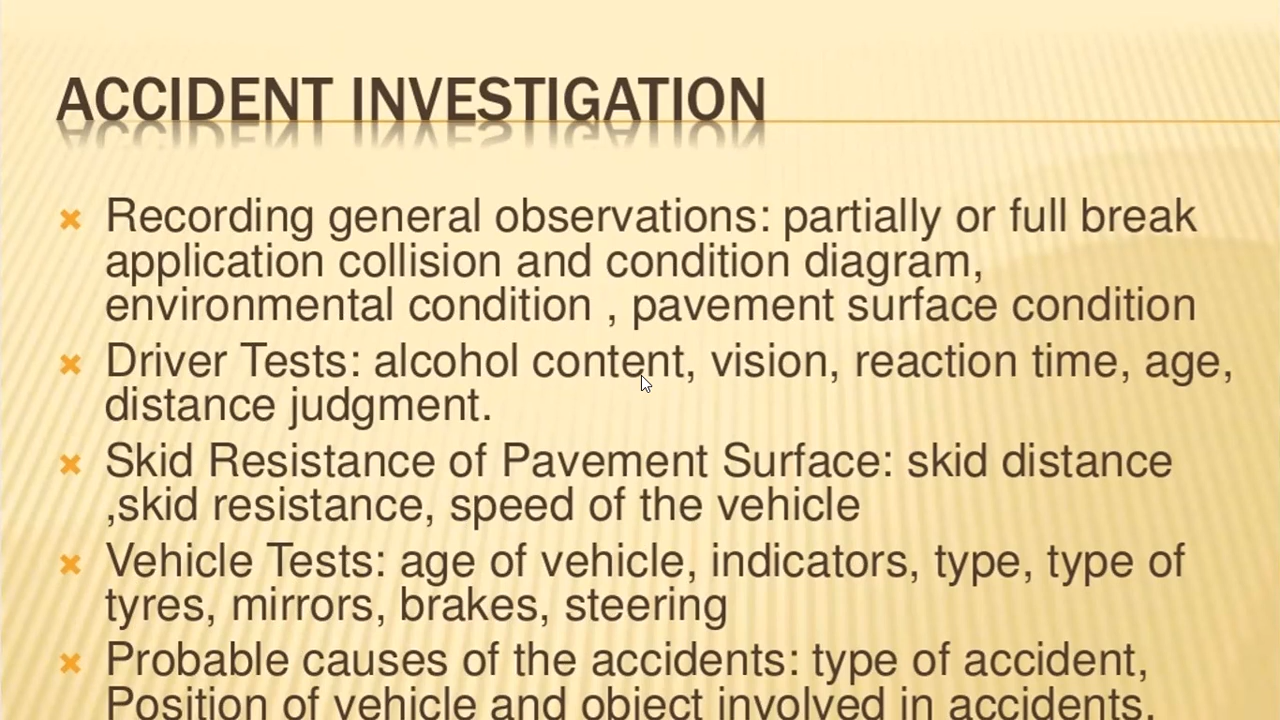 ACCIDENT INVESTIGATION
Recording general observations: partially or full break
application collision and condition diagram,
environmental condition , pavement surface condition
Driver Tests: alcohol content, vision, reaction time, age,
distance judgment.
Skid Resistance of Pavement Surface: skid distance
,skid resistance, speed of the vehicle
Vehicle Tests: age of vehicle, indicators, type, type of
tyres, mirrors, brakes, steering
Probable causes of the accidents: type of accident,
Position of vehicle and object involved in accidents.